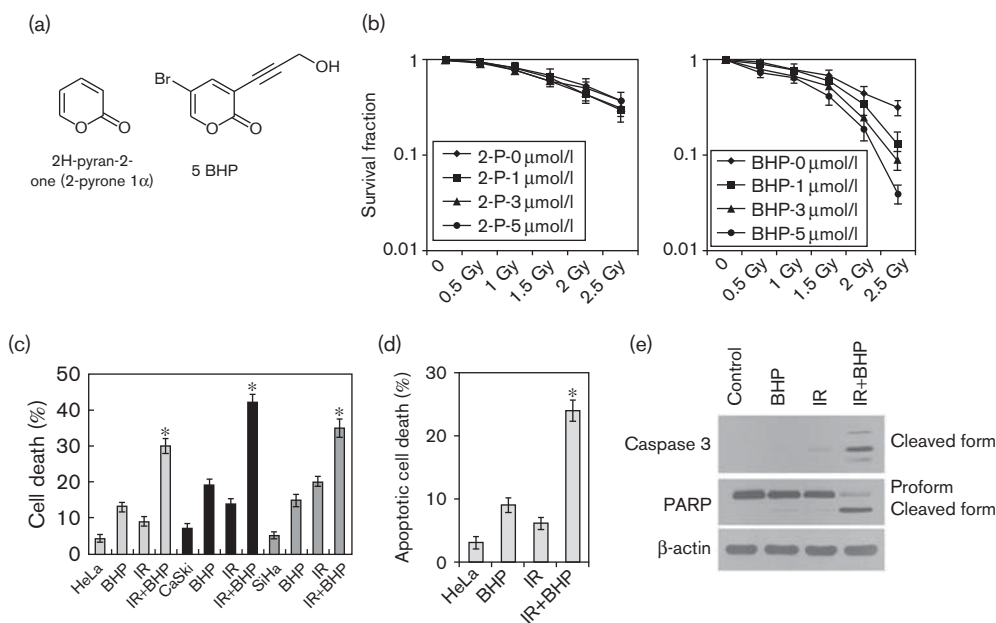 (a)
Br
OH
O
O
O
O
2H-pyran-2-
one (2-pyrone 1α)
5 BHP
(b)
Survival fraction
1
0.1
0.01
2-P-0 μmol/l
2-P-1 μmol/l
2-P-3 μmol/l
2-P-5 μmol/l
0
0.5 Gy
1 Gy
1.5 Gy
2 Gy
2.5 Gy
1
0.1
0.01
BHP-0 μmol/l
BHP-1 μmol/l
BHP-3 μmol/l
BHP-5 μmol/l
0
0.5 Gy
1 Gy
1.5 Gy
2 Gy
2.5 Gy
(c)
Cell death (%)
50
40
30
20
10
0
*
*
*
HeLa
BHP
IR
IR+BHP
CaSki
BHP
IR
IR+BHP
SiHa
BHP
IR
IR+BHP
(d)
Apoptotic cell death (%)
30
20
10
0
*
HeLa
BHP
IR
IR+BHP
(e)
Control
BHP
IR
IR+BHP
Caspase 3
Cleaved form
PARP
Proform
Cleaved form
β-actin